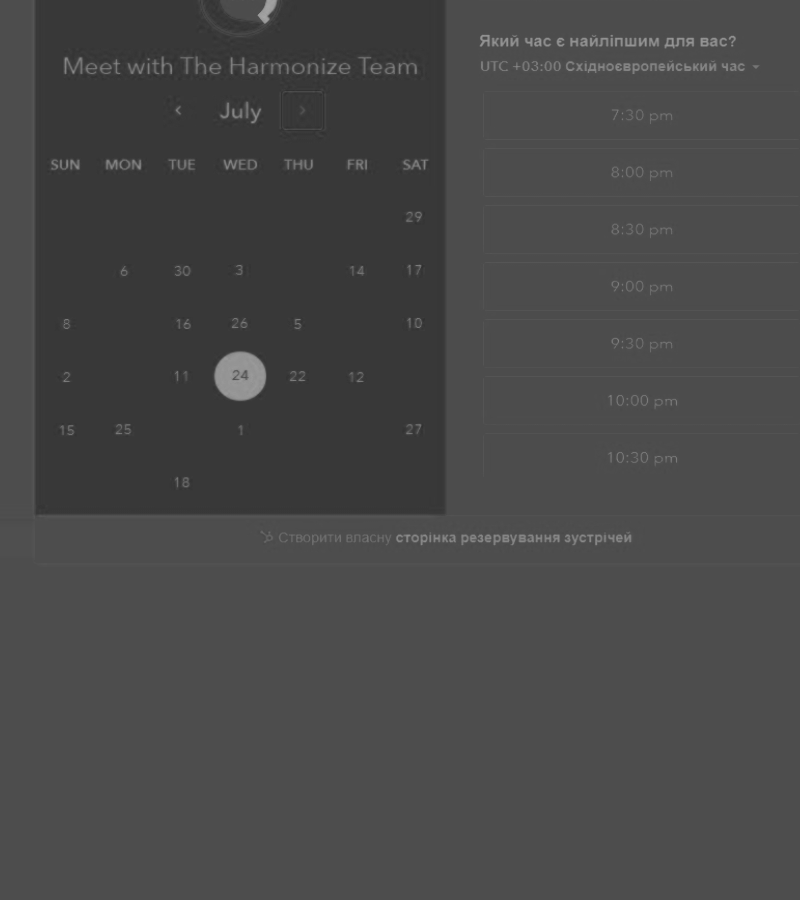 Meet with The Harmonize Team
July
SUN MON TUE WED THU FRI SAT
29
6 30 3 14 17
8 16 26 5 10
2 11 24 22 12
15 25 1 27
18
Який час є найліпшим для вас?
UTC +03:00 Східноєвропейський час
7:30 pm
8:00 pm
8:30 pm
9:00 pm
9:30 pm
10:00 pm
10:30 pm
Створити власну сторінка резервування зустрічей